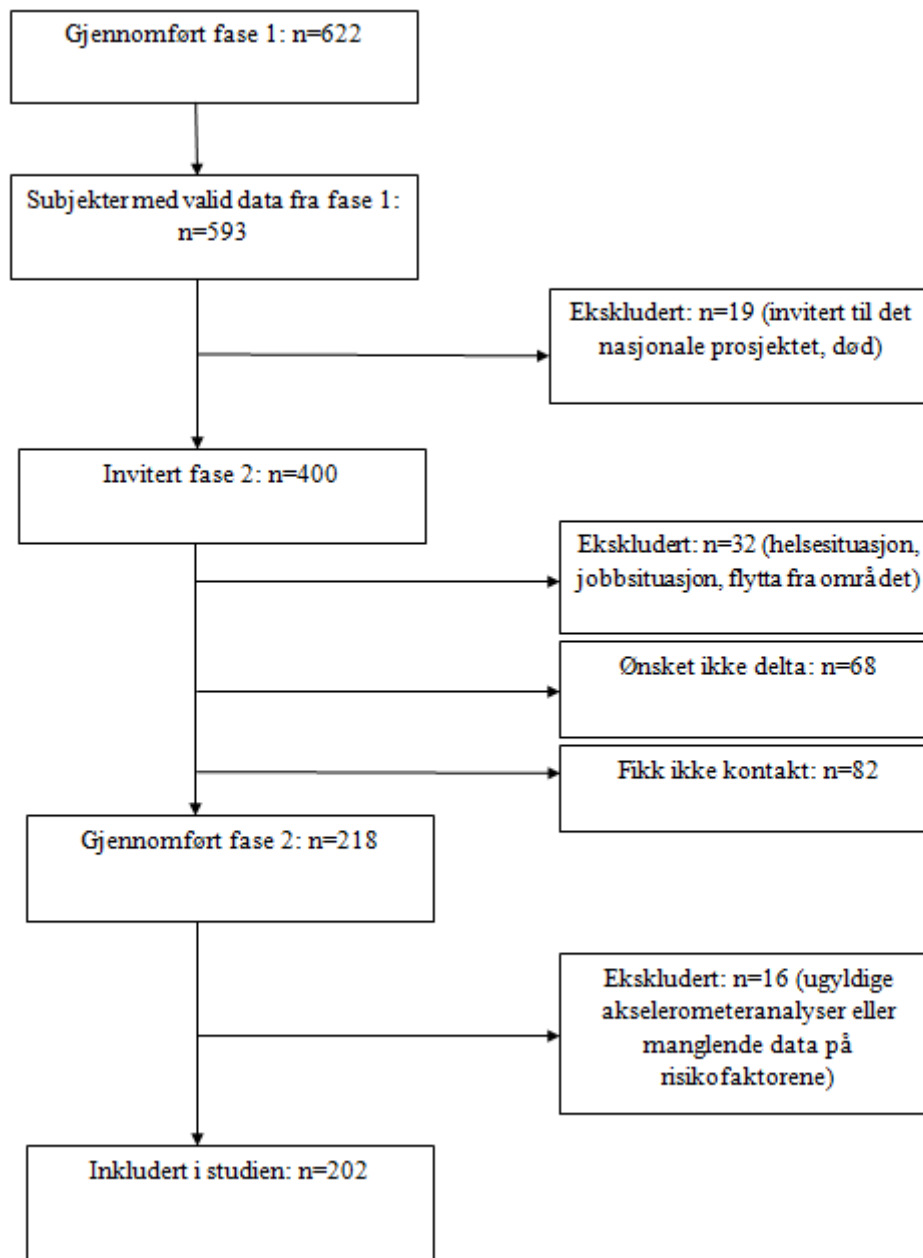 Gjennomført fase 1: n=622
Subjekter med valid data fra fase 1:
n=593
Ekskludert: n=19 (invitert til det
nasjonale prosjektet, død)
Invitert fase 2: n=400
Ekskludert: n=32 (helsesituasjon,
jobbsituasjon, flytta fra området)
Ønsket ikke delta: n=68
Fikk ikke kontakt: n=82
Gjennomført fase 2: n=218
Ekskludert: n=16 (ugyldige
akselerometeranalyser eller
manglende data på
risikofaktorene)
Inkludert i studien: n=202